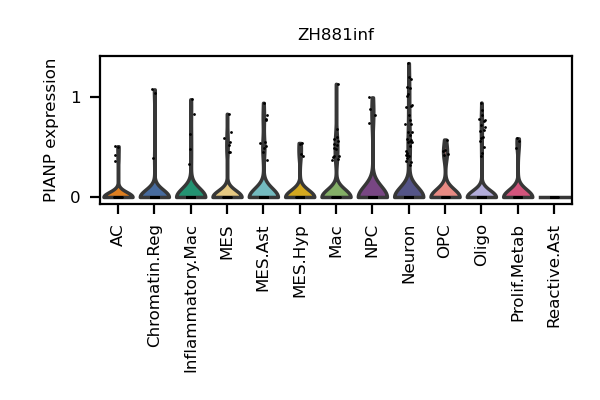 ZH881inf
PIANP expression
1
0
AC
Chromatin.Reg
Inflammatory.Mac
MES
MES.Ast
MES.Hyp
Mac
NPC
Neuron
OPC
Oligo
Prolif.Metab
Reactive.Ast